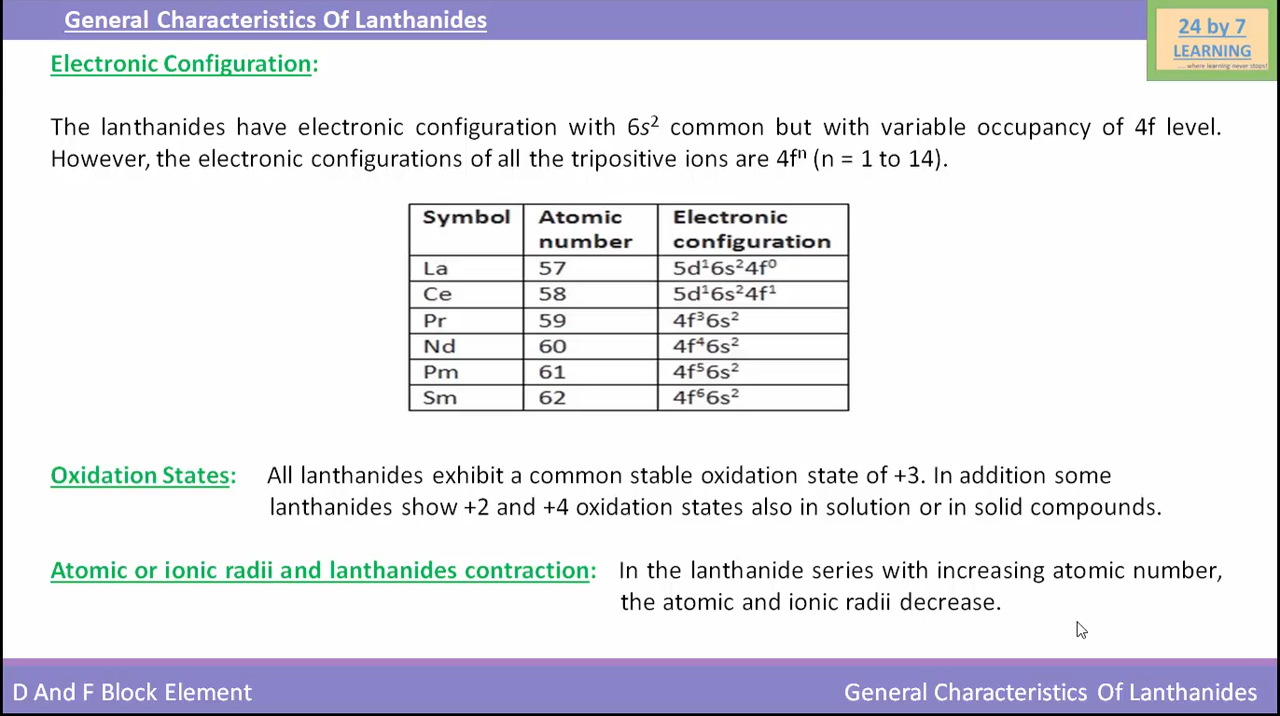 General Characteristics Of Lanthanides
24 by 7
LEARNING
....where learning never stops!
Electronic Configuration:
The lanthanides have electronic configuration with 6s² common but with variable occupancy of 4f level.
However, the electronic configurations of all the tripositive ions are 4fⁿ (n = 1 to 14).
Symbol Atomic number Electronic configuration
La 57 5d¹6s²4f⁰
Ce 58 5d¹6s²4f¹
Pr 59 4f³6s²
Nd 60 4f⁴6s²
Pm 61 4f⁵6s²
Sm 62 4f⁶6s²
Oxidation States: All lanthanides exhibit a common stable oxidation state of +3. In addition some
lanthanides show +2 and +4 oxidation states also in solution or in solid compounds.
Atomic or ionic radii and lanthanides contraction: In the lanthanide series with increasing atomic number,
the atomic and ionic radii decrease.
D And F Block Element General Characteristics Of Lanthanides